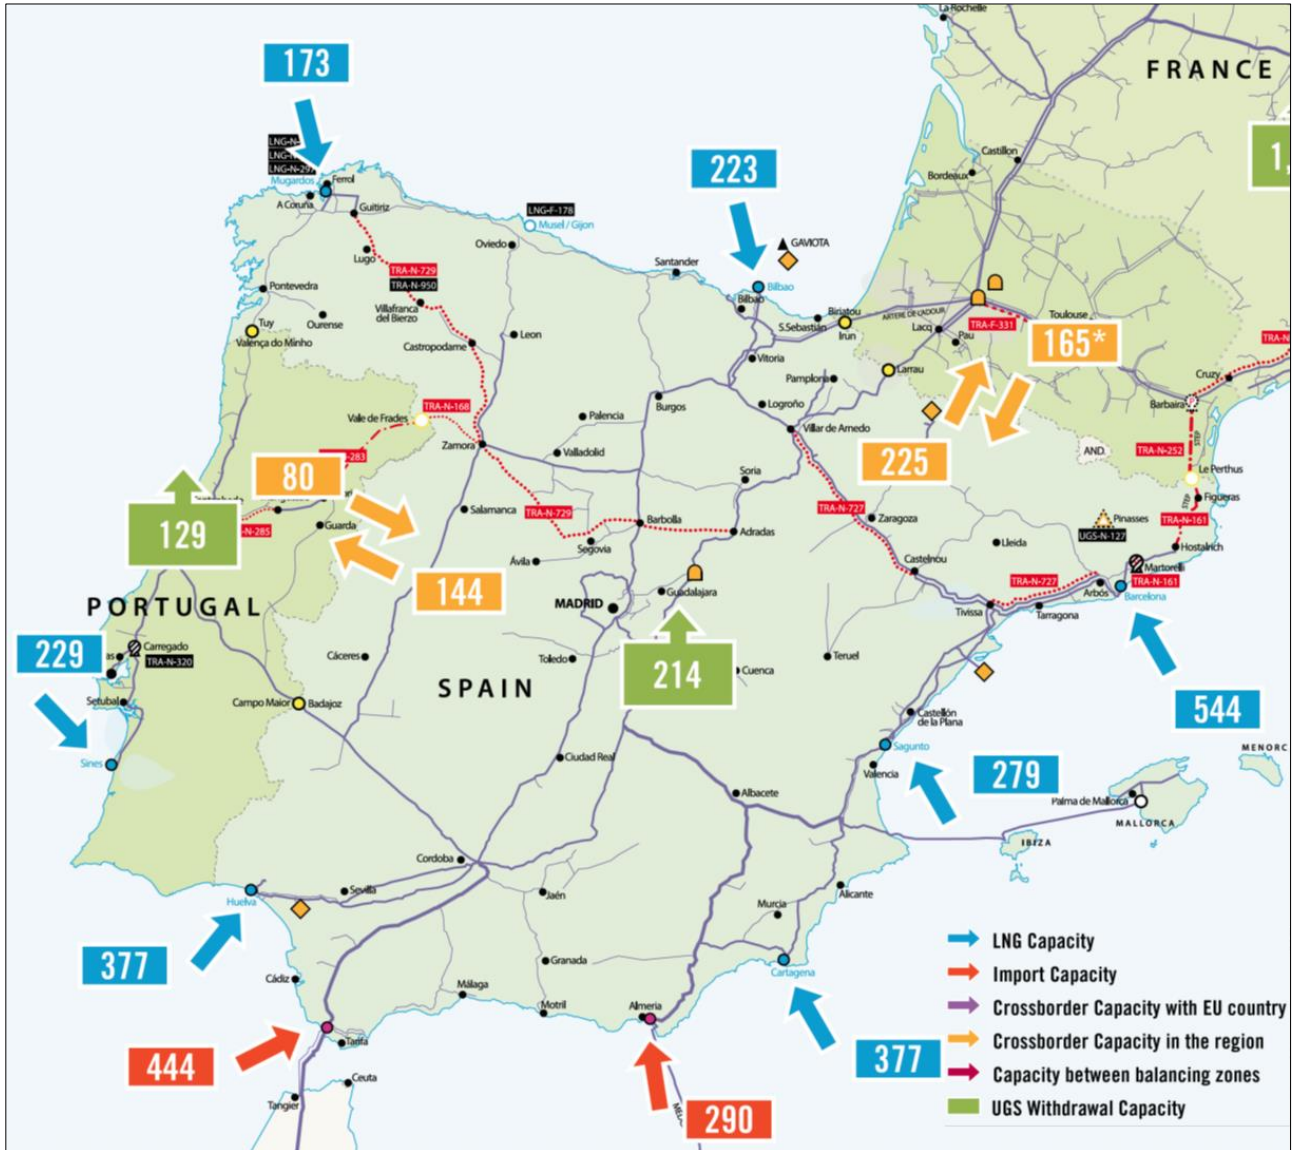 La Rochelle
FRANCE
173
LNG-N-297
Mugardos
Ferrol
A Coruña
Guitiriz
Castillon
Bordeaux
1,
223
LNG-F-178
Musel / Gijon
Oviedo
Santander
GAVIOTA
Bilbao
Bilbao
Lugo
TRA-N-729
TRA-N-950
Pontevedra
Villafranca
del Bierzo
Ourense
Tuy
Valença do Minho
Leon
Castropodame
S.Sebastián
Biriatou
Irun
ARTERE DE L'ADOUR
Lacq
Pau
TRA-F-331
Toulouse
165*
Vitoria
Pamplona
Larrau
Cruzy
Barbaira
Burgos
Logroño
Palencia
Vale de Frades
TRA-N-168
Zamora
Valladolid
Villar de Arnedo
AND.
TRA-N-252
STEP
Le Perthus
225
Soria
80
Figueras
STEP
Salamanca
TRA-N-729
Barbolla
Adradas
TRA-N-727
Zaragoza
Pinasses
UGS-N-127
TRA-N-161
129
Guarda
Segovia
Ávila
Lleida
Hostalrich
Castelnou
Martorell
TRA-N-161
TRA-N-727
Arbós
Barcelona
144
MADRID
Guadalajara
Tivissa
Tarragona
PORTUGAL
229
Carregado
TRA-N-320
Cáceres
Toledo
214
Cuenca
Teruel
SPAIN
Setubal
Campo Maior
Badajoz
544
Castellón
de la Plana
Sines
Ciudad Real
Sagunto
Valencia
279
MENORC
Albacete
Palma de Mallorca
MALLORCA
IBIZA
Cordoba
Huelva
Sevilla
Jaén
Murcia
Alicante
377
Cádiz
Granada
Cartagena
Málaga
Motril
Almeria
444
Tarifa
377
Ceuta
Tangier
290
LNG Capacity
Import Capacity
Crossborder Capacity with EU country
Crossborder Capacity in the region
Capacity between balancing zones
UGS Withdrawal Capacity